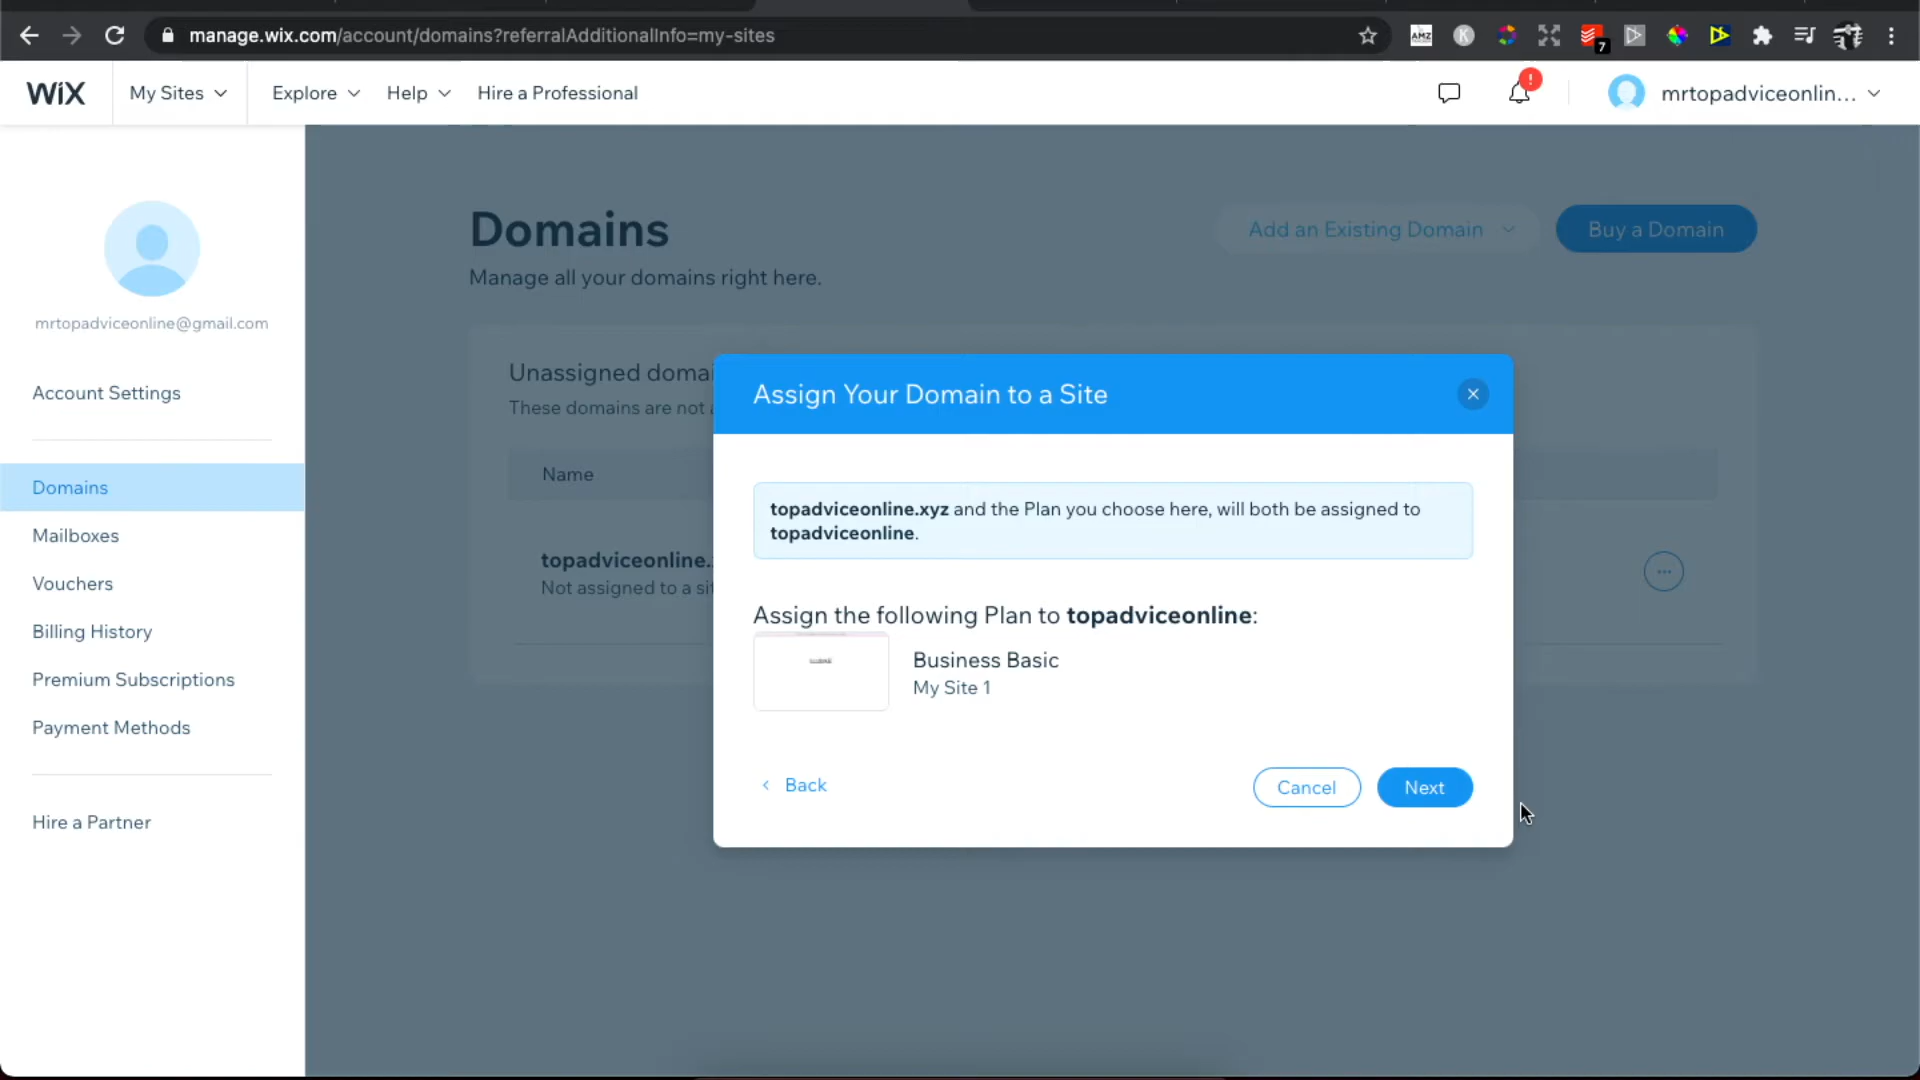 manage.wix.com/account/domains?referralAdditionalInfo=my-sites
AMZ
K
7
WiX
My Sites
Explore
Help
Hire a Professional
!
mrtopadviceonlin...
mrtopadviceonline@gmail.com
Account Settings
Domains
Mailboxes
Vouchers
Billing History
Premium Subscriptions
Payment Methods
Hire a Partner
Domains
Manage all your domains right here.
Add an Existing Domain
Buy a Domain
Unassigned domai
These domains are not
Name
topadviceonline.
Not assigned to a sit
Assign Your Domain to a Site
topadviceonline.xyz and the Plan you choose here, will both be assigned to
topadviceonline.
Assign the following Plan to topadviceonline:
Business Basic
My Site 1
Back
Cancel
Next